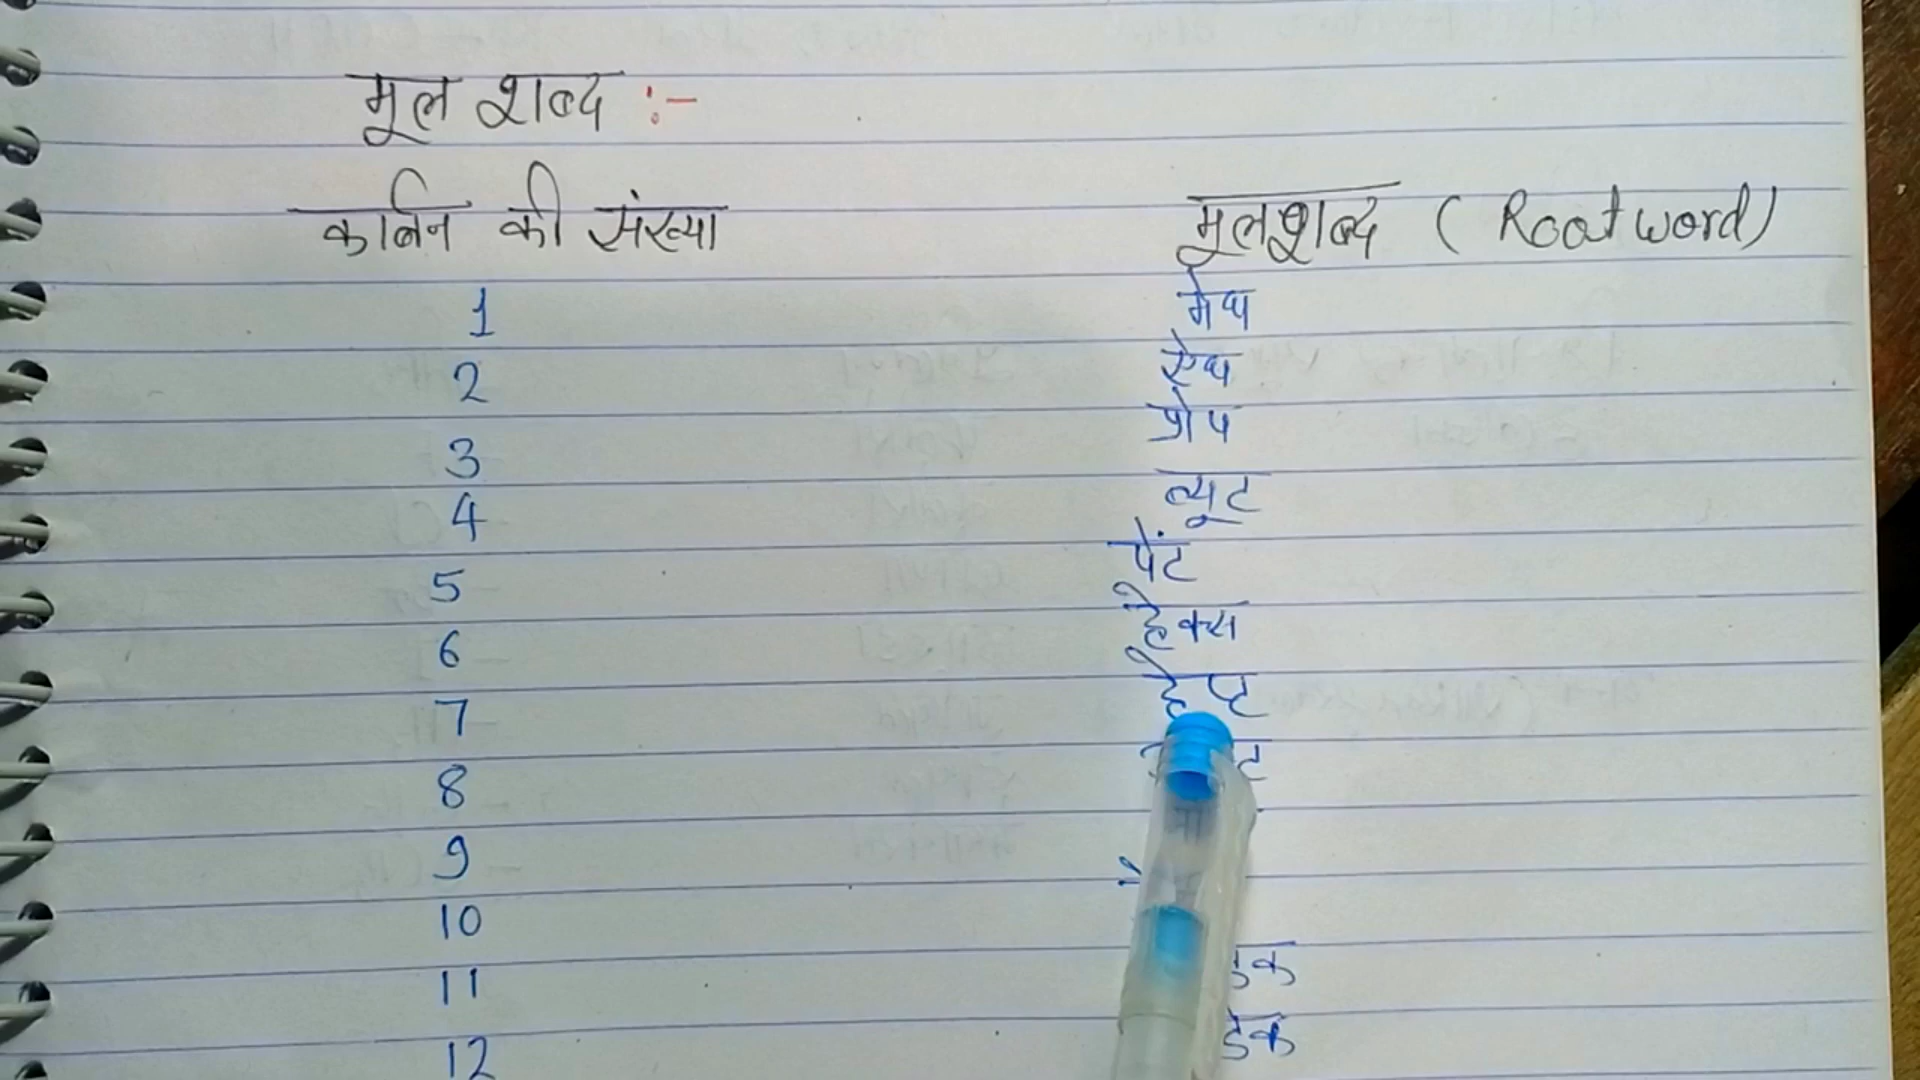 मूल शब्द :-
कार्बन की संख्या मूलशब्द ( Root word)
1 मेथ
2 ऐथ
3 प्रोप
4 ब्यूट
5 पेंट
6 हैक्स
7
8
9
10
11 डेक
12 डेक